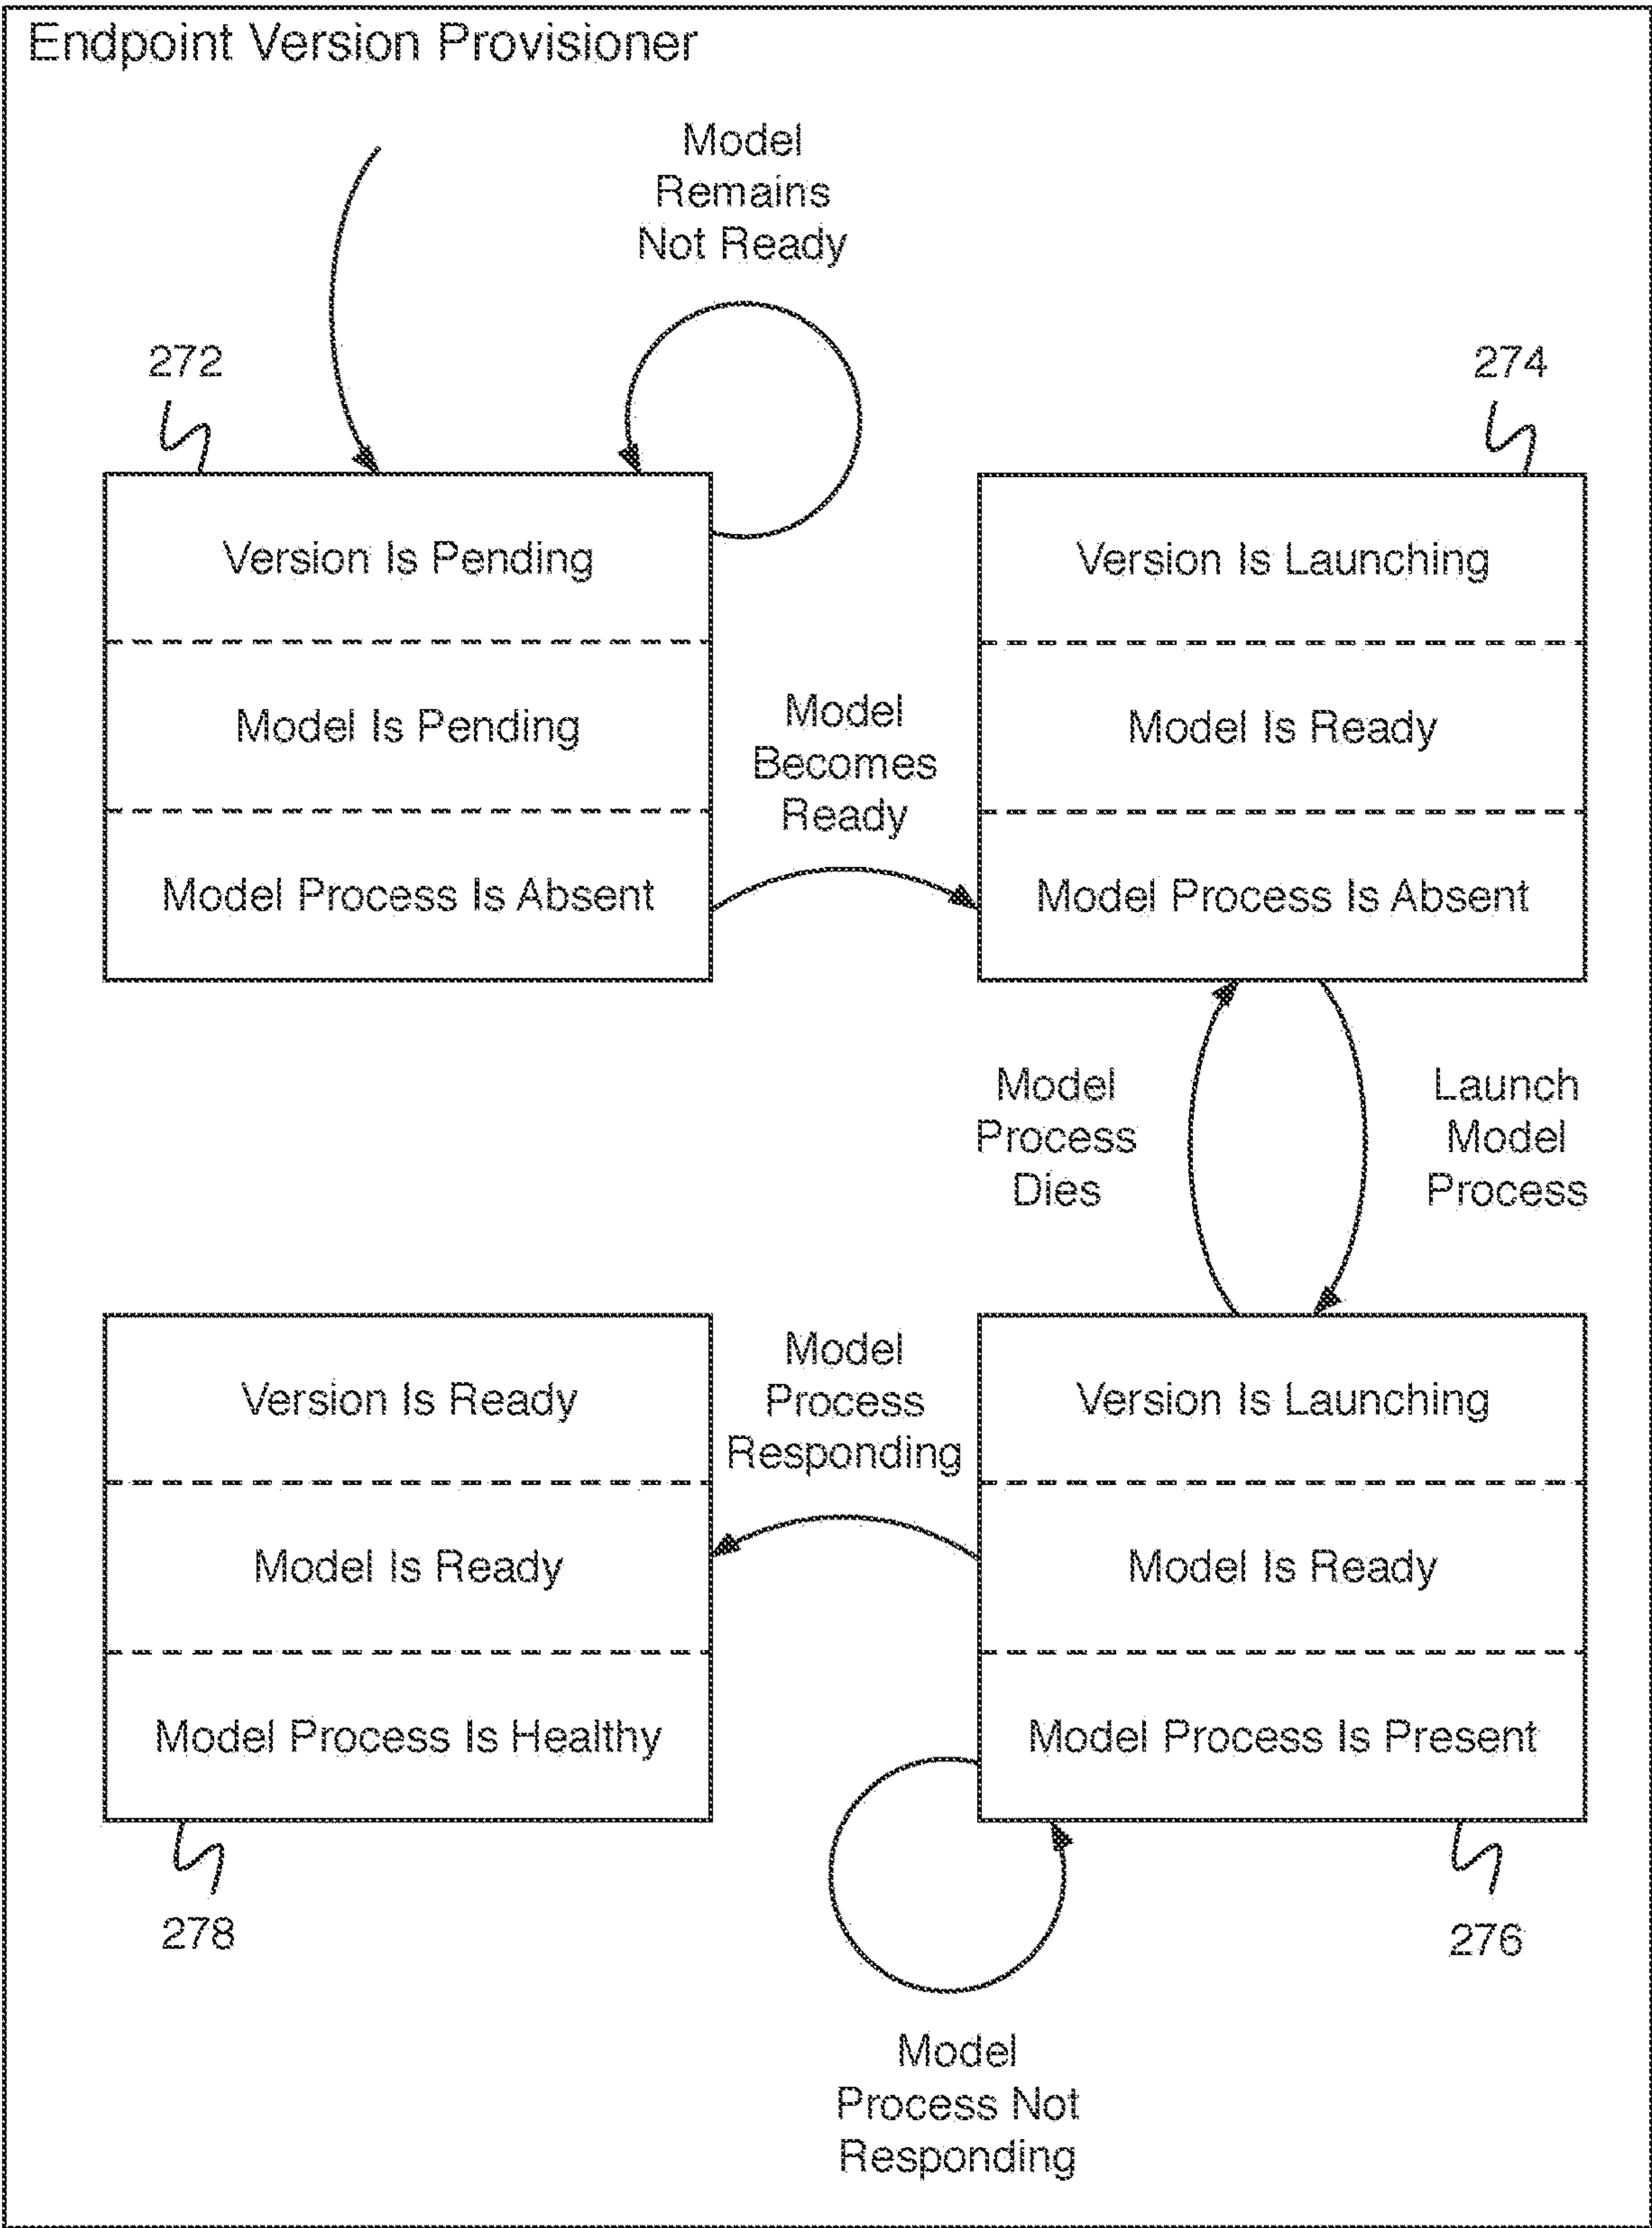 Endpoint Version Provisioner
Model
Remains
Not Ready
272
274
Version Is Pending
Model Is Pending
Model Process Is Absent
Model
Becomes
Ready
Version Is Launching
Model Is Ready
Model Process Is Absent
Model
Process
Dies
Launch
Model
Process
Version Is Ready
Model Is Ready
Model Process Is Healthy
Model
Process
Responding
Version Is Launching
Model Is Ready
Model Process Is Present
278
276
Model
Process Not
Responding